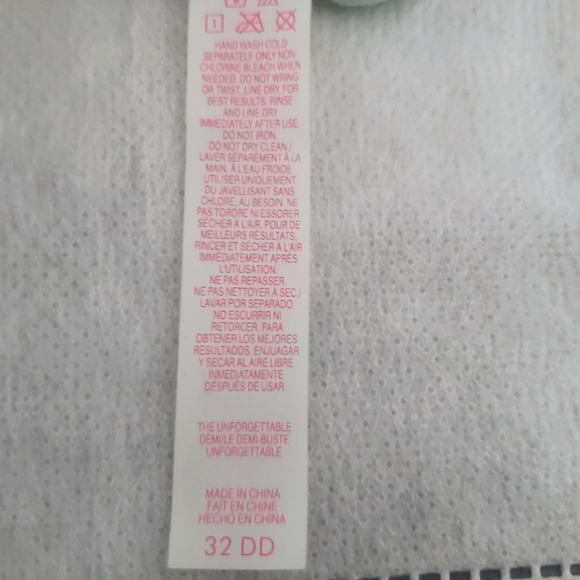 HAND WASH COLD
SEPARATELY, ONLY NON
CHLORINE BLEACH WHEN
NEEDED. DO NOT WRING
OR TWIST. LINE DRY. FOR
BEST RESULTS, RINSE
AND LINE DRY
IMMEDIATELY AFTER USE.
DO NOT IRON.
DO NOT DRY CLEAN./
LAVER SÉPARÉMENT À LA
MAIN, À L'EAU FROIDE
UTILISER UNIQUEMENT
DU JAVELLISANT SANS
CHLORE, AU BESOIN. NE
PAS TORDRE NI ESSORER.
SÉCHER À L'AIR. POUR DE
MEILLEURS RÉSULTATS,
RINCER ET SÉCHER À L'AIR
IMMÉDIATEMENT APRÈS
L'UTILISATION.
NE PAS REPASSER.
NE PAS NETTOYER À SEC./
LAVAR POR SEPARADO.
NO ESCURRIR NI
RETORCER. PARA
OBTENER LOS MEJORES
RESULTADOS, ENJUAGAR
Y SECAR AL AIRE LIBRE
INMEDIATAMENTE
DESPUÉS DE USAR.
THE UNFORGETTABLE
DEMI/LE DEMI-BUSTE
UNFORGETTABLE
MADE IN CHINA
FAIT EN CHINE
HECHO EN CHINA
32 DD